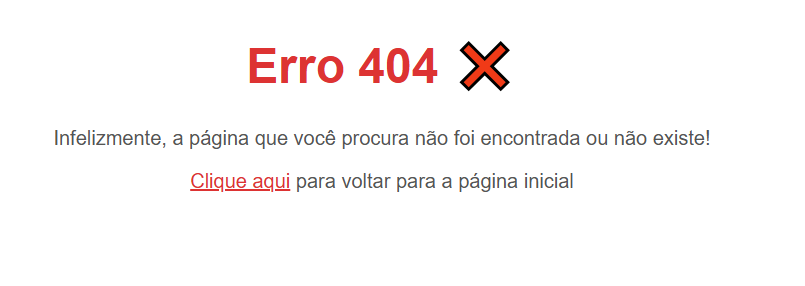 Erro 404 ❌
Infelizmente, a página que você procura não foi encontrada ou não existe!
Clique aqui para voltar para a página inicial